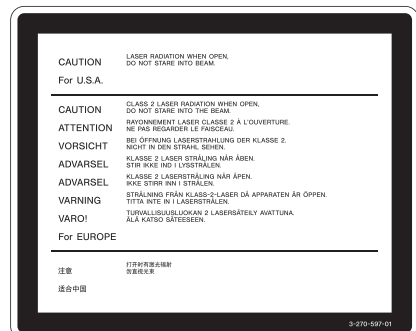 CAUTION
LASER RADIATION WHEN OPEN,
DO NOT STARE INTO BEAM.
For U.S.A.
CAUTION
CLASS 2 LASER RADIATION WHEN OPEN,
DO NOT STARE INTO THE BEAM.
ATTENTION
RAYONNEMENT LASER CLASSE 2 À L'OUVERTURE.
NE PAS REGARDER LE FAISCEAU.
VORSICHT
BEI ÖFFNUNG LASERSTRAHLUNG DER KLASSE 2.
NICHT IN DEN STRAHL SEHEN.
ADVARSEL
KLASSE 2 LASER STRÅLING NÅR ÅBEN.
STIR IKKE IND I LYSSTRÅLEN.
ADVARSEL
KLASSE 2 LASERSTRÅLING NÅR ÅPEN.
IKKE STIRR INN I STRÅLEN.
VARNING
STRÅLNING FRÅN KLASS-2-LASER DÅ APPARATEN ÄR ÖPPEN.
TITTA INTE IN I LASERSTRÅLEN.
VARO!
TURVALLISUUSLUOKAN 2 LASERSÄTEILY AVATTUNA.
ÄLÄ KATSO SÄTEESEEN.
For EUROPE
注意
打开时有激光辐射
勿直视光束
适合中国
3-270-597-01